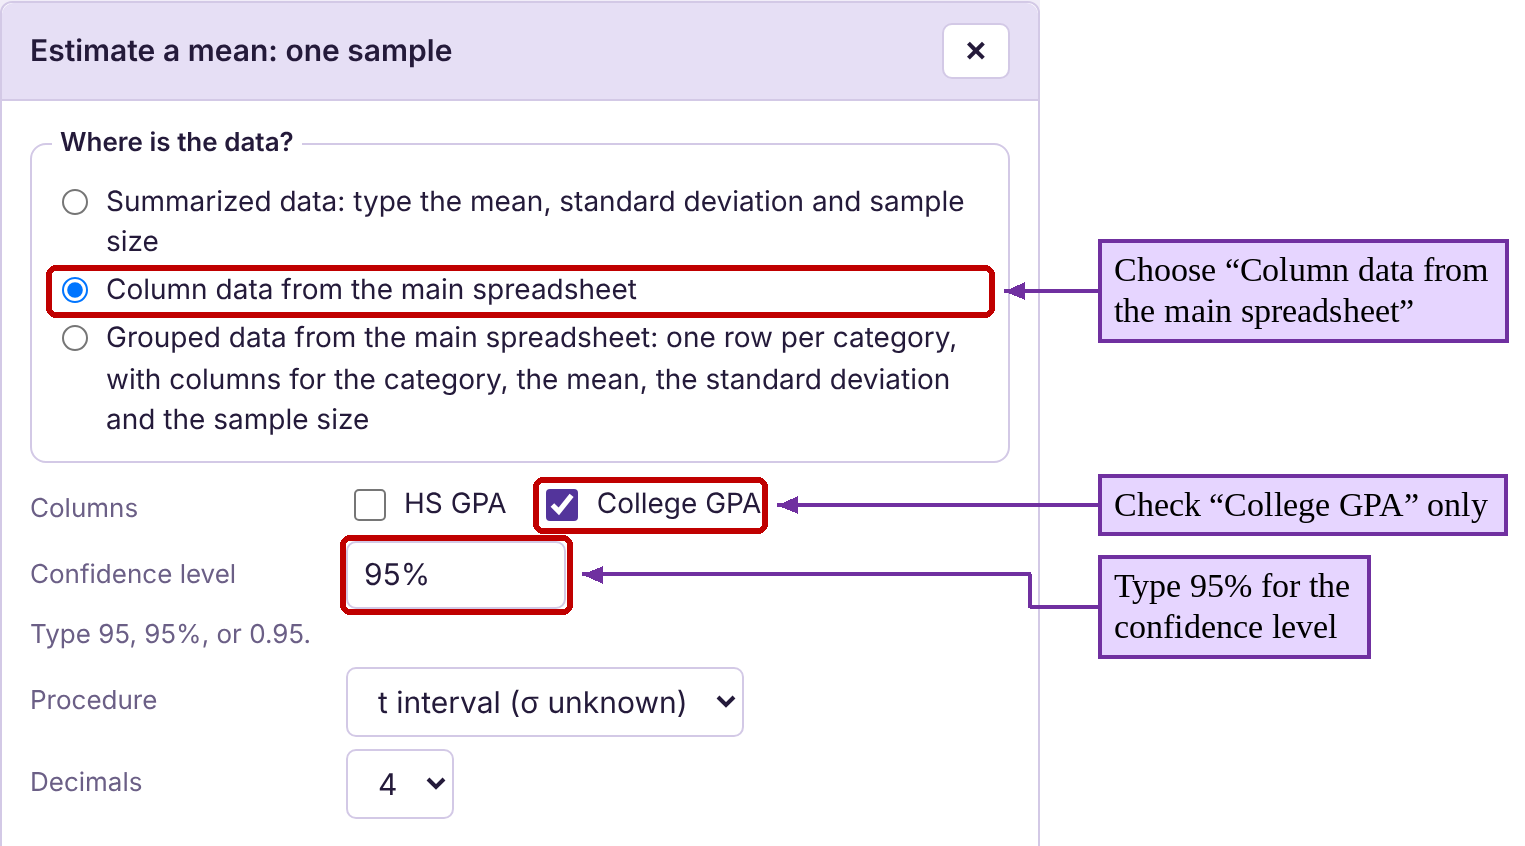 Estimate a mean: one sample
Where is the data?
Summarized data: type the mean, standard deviation and sample
size
Column data from the main spreadsheet
Grouped data from the main spreadsheet: one row per category,
with columns for the category, the mean, the standard deviation
and the sample size
Choose “Column data from
the main spreadsheet”
Columns
HS GPA
College GPA
Check “College GPA” only
Confidence level
95%
Type 95% for the
confidence level
Type 95, 95%, or 0.95.
Procedure
t interval (σ unknown)
Decimals
4